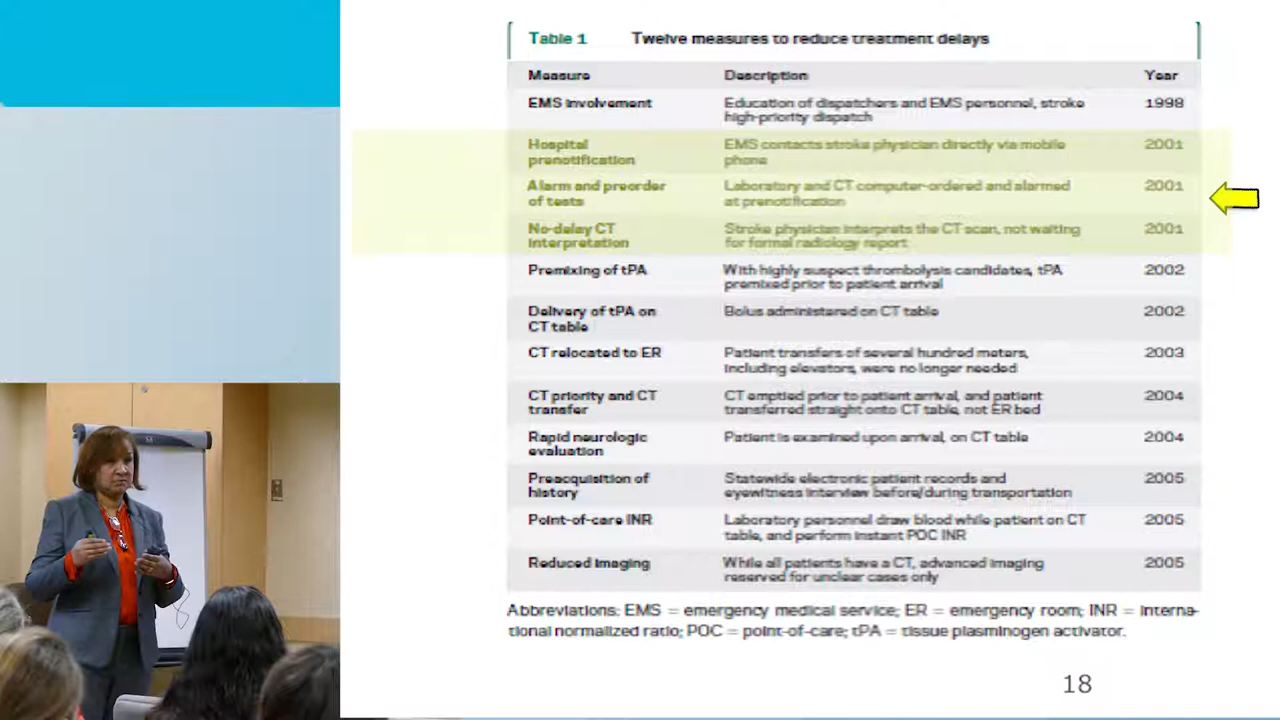 Table 1 Twelve measures to reduce treatment delays
Measure Description Year
EMS involvement Education of dispatchers and EMS personnel, stroke 1998
high-priority dispatch
Hospital EMS contacts stroke physician directly via mobile 2001
prenotification phone
Alarm and preorder Laboratory and CT computer-ordered and alarmed 2001
of tests at prenotification
No-delay CT Stroke physician interprets the CT scan, not waiting 2001
interpretation for formal radiology report
Premixing of tPA With highly suspect thrombolysis candidates, tPA 2002
premixed prior to patient arrival
Delivery of tPA on Bolus administered on CT table 2002
CT table
CT relocated to ER Patient transfers of several hundred meters, 2003
including elevators, were no longer needed
CT priority and CT CT emptied prior to patient arrival, and patient 2004
transfer transferred straight onto CT table, not ER bed
Rapid neurologic Patient is examined upon arrival, on CT table 2004
evaluation
Preacquisition of Statewide electronic patient records and 2005
history eyewitness interview before/during transportation
Point-of-care INR Laboratory personnel draw blood while patient on CT 2005
table, and perform instant POC INR
Reduced imaging While all patients have a CT, advanced imaging 2005
reserved for unclear cases only
Abbreviations: EMS = emergency medical service; ER = emergency room; INR = interna-
tional normalized ratio; POC = point-of-care; tPA = tissue plasminogen activator.
18